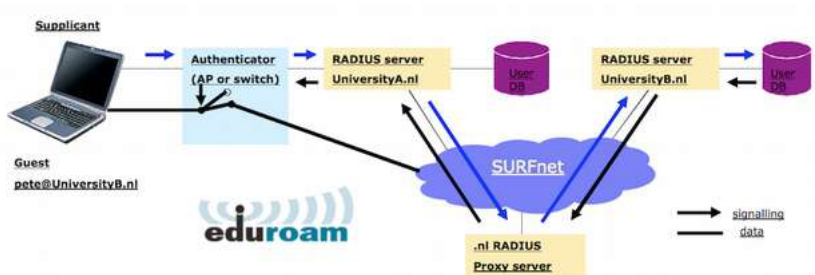 Supplicant
Authenticator
(AP or switch)
RADIUS server
UniversityA.nl
User
DB
RADIUS server
UniversityB.nl
User
DB
Guest
pete@UniversityB.nl
SURFnet
eduroam
signalling
data
.nl RADIUS
Proxy server